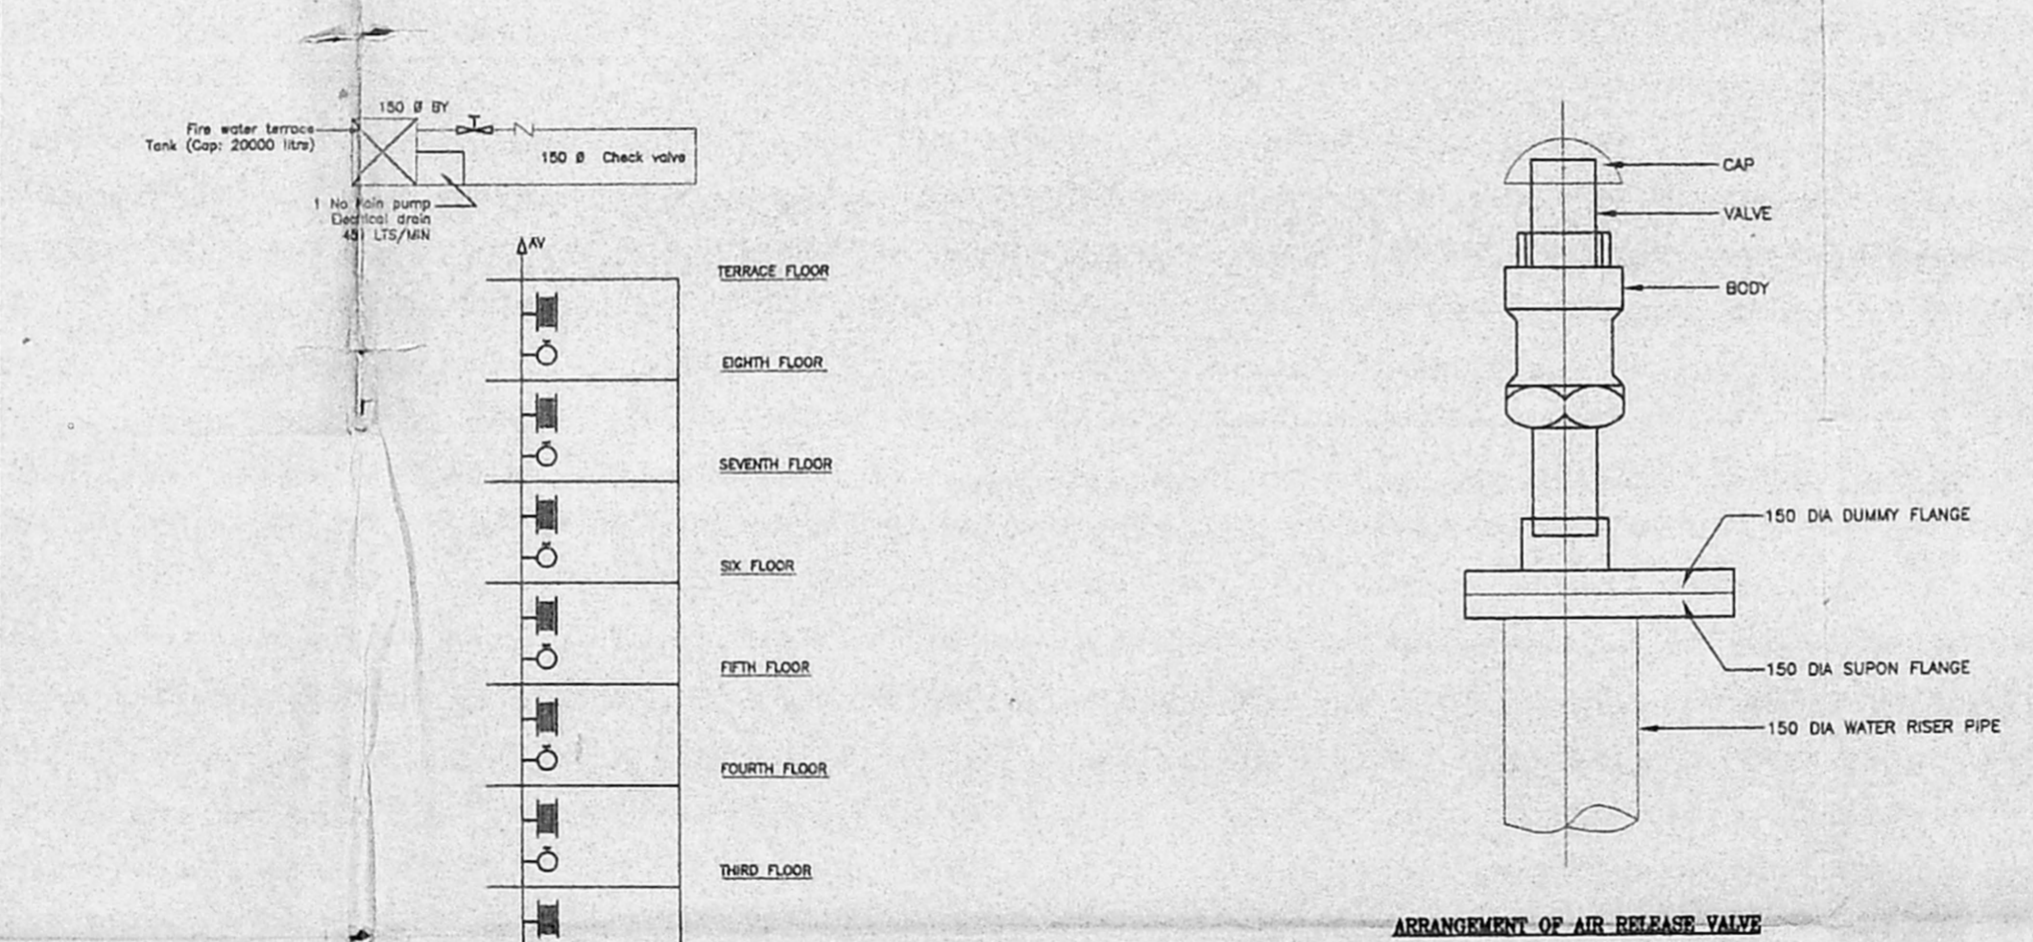 150 Ø BY
Fire water terrace
Tank (Cap: 20000 litrs)
150 Ø Check valve
1 No Main pump
Electrical drain
LTS/MIN
AV
TERRACE FLOOR
EIGHTH FLOOR
SEVENTH FLOOR
SIX FLOOR
FIFTH FLOOR
FOURTH FLOOR
THIRD FLOOR
CAP
VALVE
BODY
150 DIA DUMMY FLANGE
150 DIA SUPON FLANGE
150 DIA WATER RISER PIPE
ARRANGEMENT OF AIR RELEASE VALVE